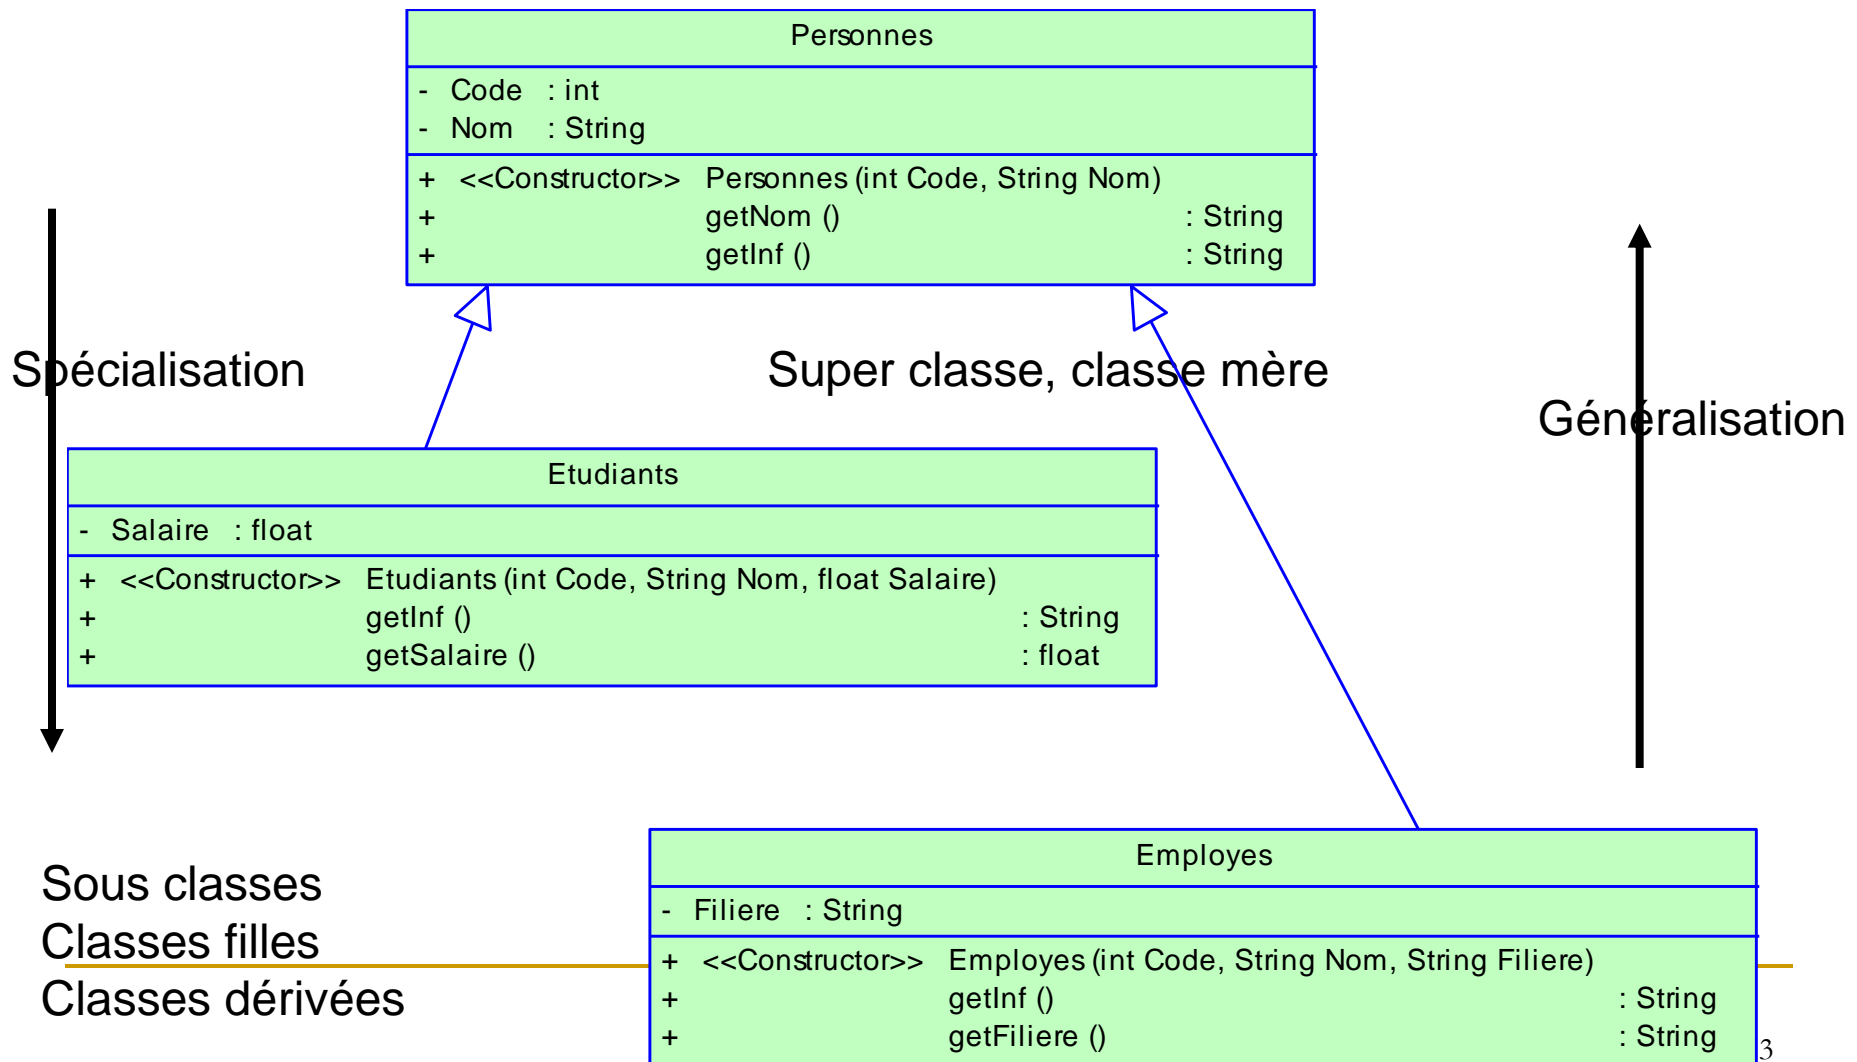 Personnes
- Code : int
- Nom : String
+ <<Constructor>> Personnes (int Code, String Nom)
+ getNom () : String
+ getInf () : String
Spécialisation
Super classe, classe mère
Généralisation
Etudiants
- Salaire : float
+ <<Constructor>> Etudiants (int Code, String Nom, float Salaire)
+ getInf () : String
+ getSalaire () : float
Sous classes
Classes filles
Classes dérivées
Employes
- Filiere : String
+ <<Constructor>> Employes (int Code, String Nom, String Filiere)
+ getInf () : String
+ getFiliere () : String
3